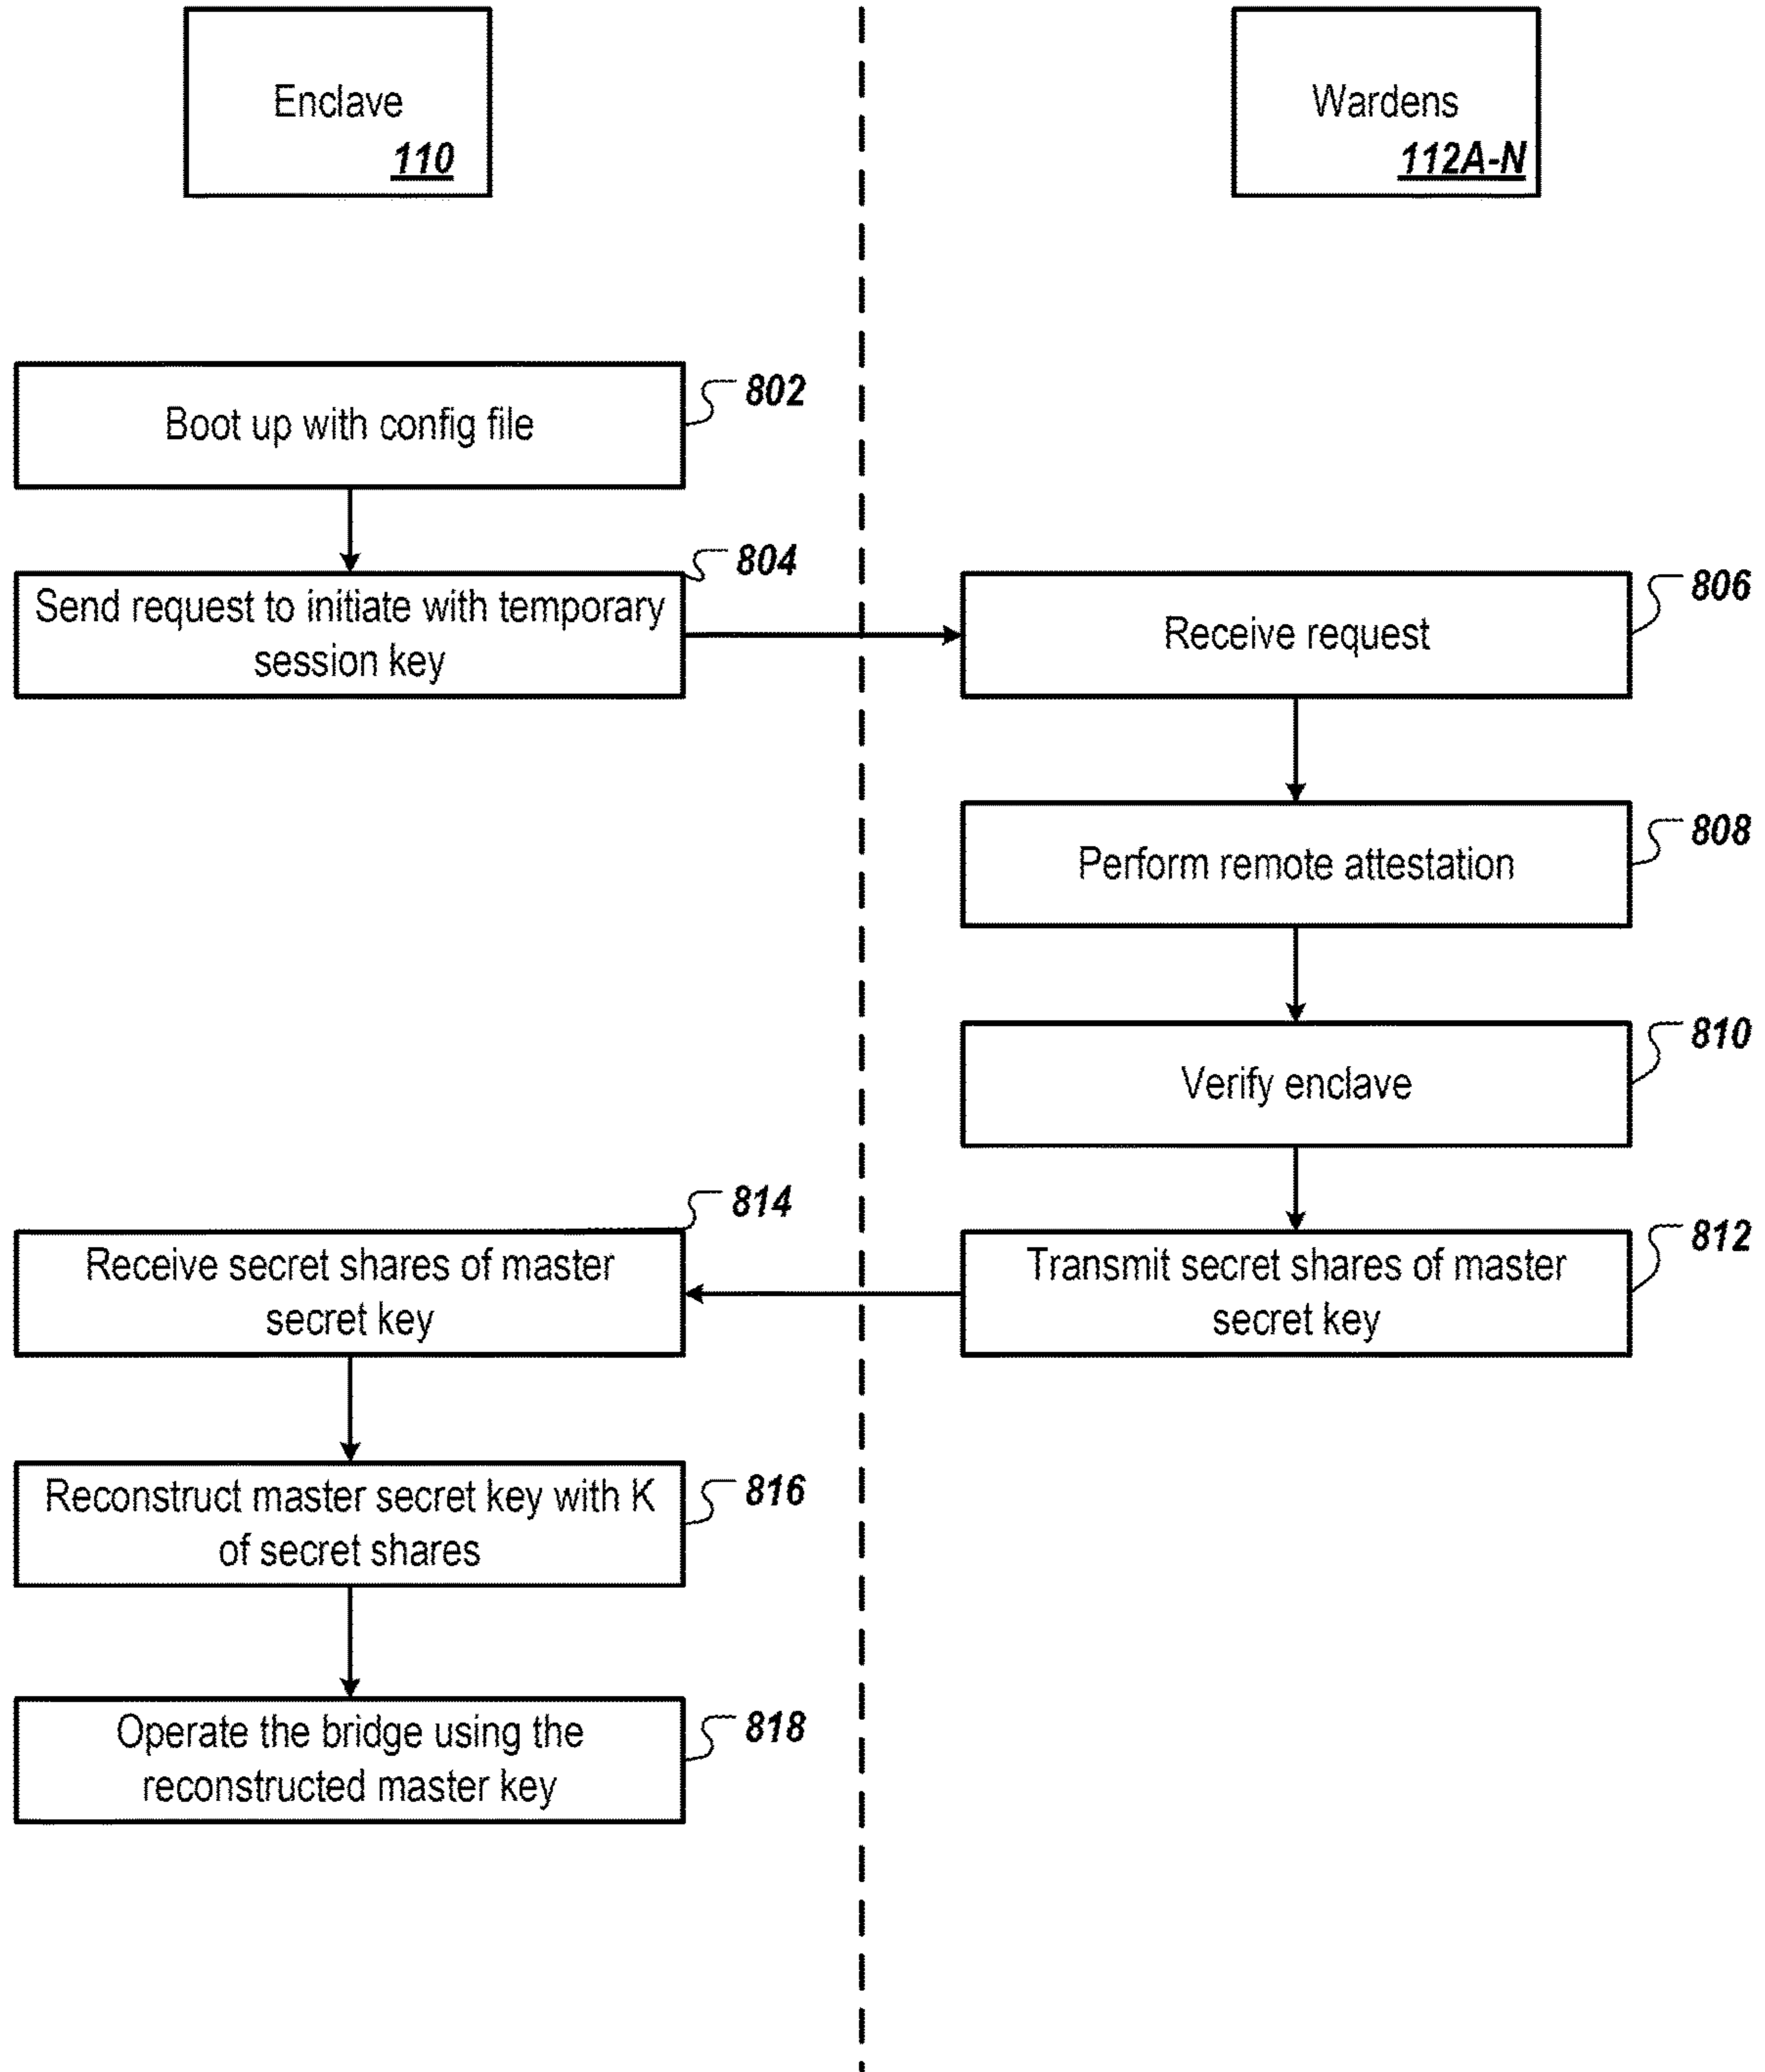 Enclave
110
Wardens
112A-N
Boot up with config file
802
Send request to initiate with temporary
session key
804
Receive request
806
Perform remote attestation
808
Verify enclave
810
Transmit secret shares of master
secret key
812
Receive secret shares of master
secret key
814
Reconstruct master secret key with K
of secret shares
816
Operate the bridge using the
reconstructed master key
818